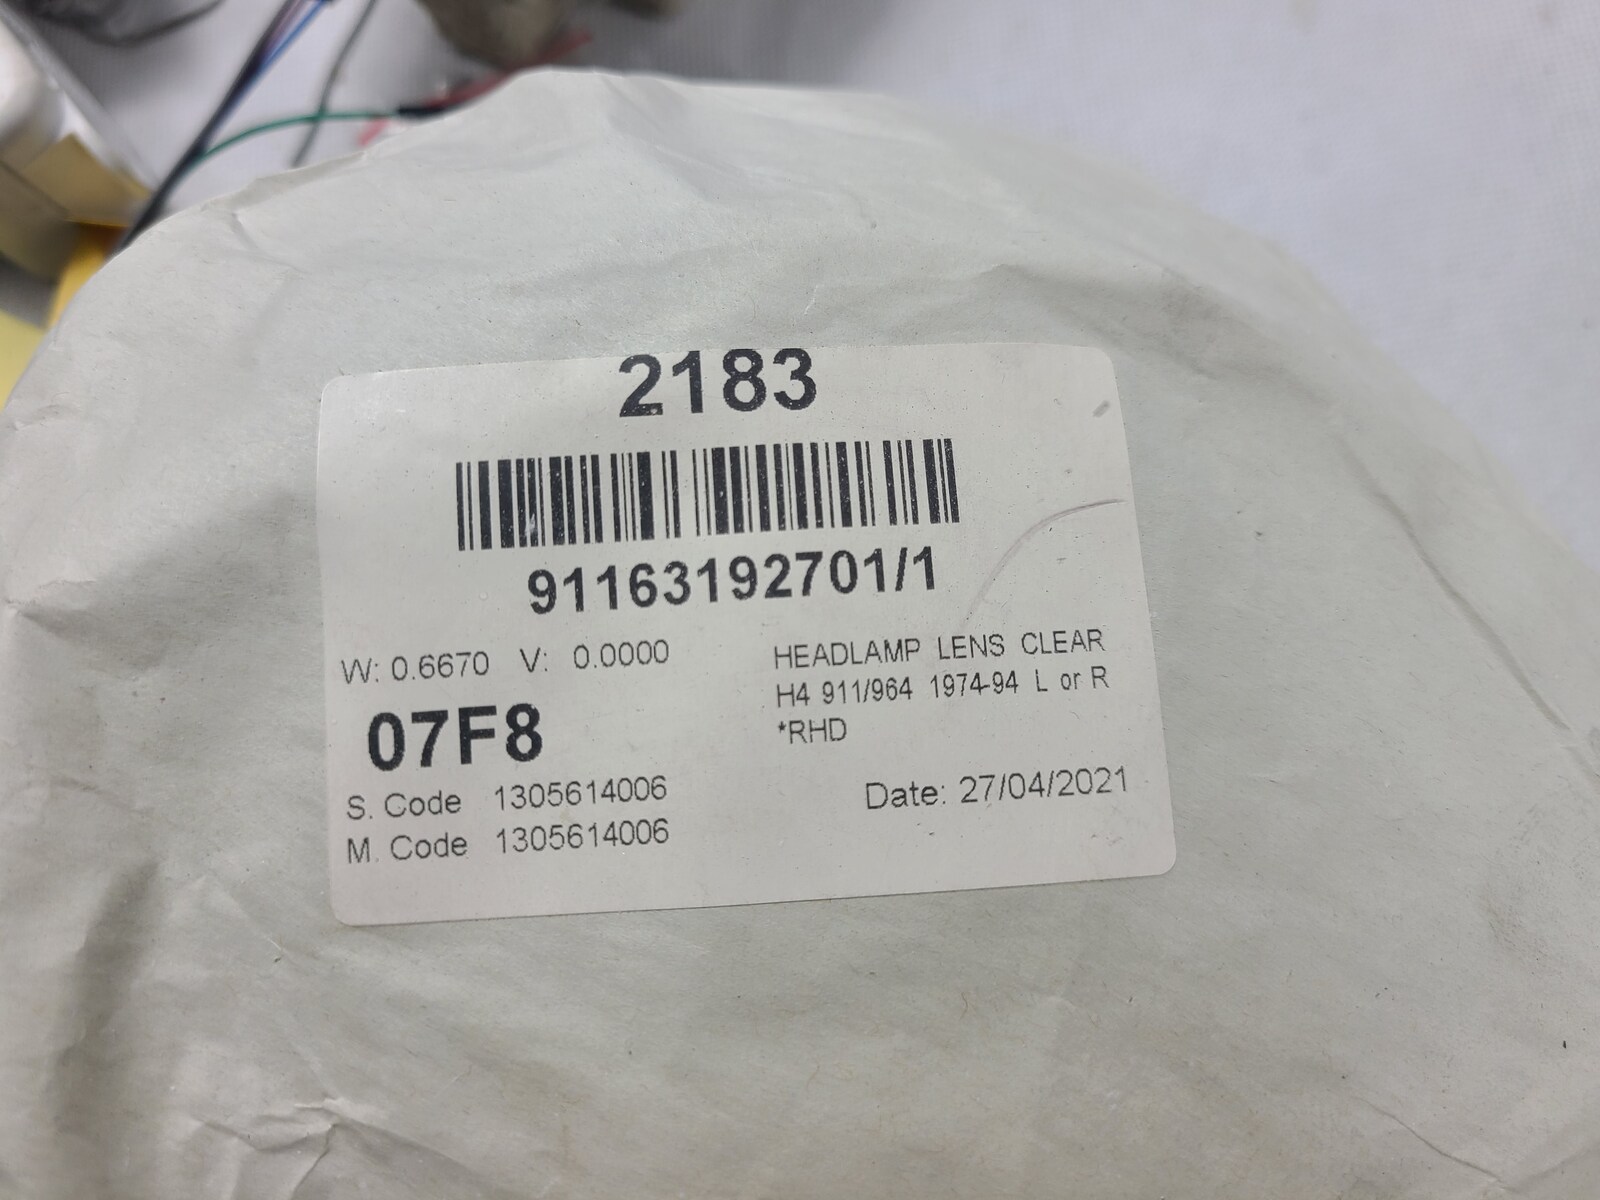 2183
91163192701/1
W: 0.6670 V: 0.0000
HEADLAMP LENS CLEAR
H4 911/964 1974-94 L or R
*RHD
07F8
S. Code 1305614006
M. Code 1305614006
Date: 27/04/2021